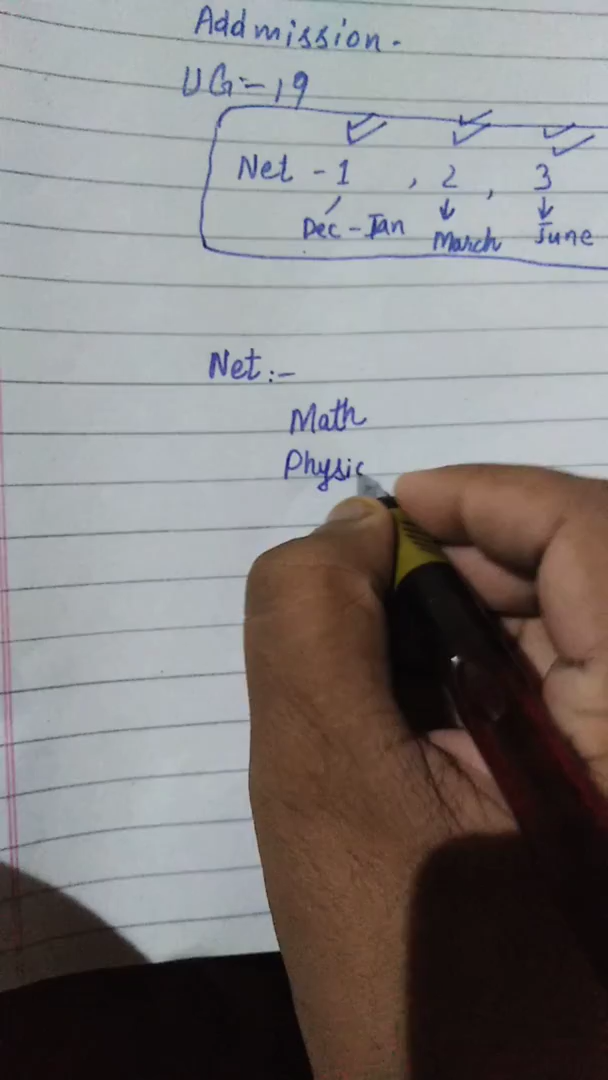 Addmission.
UG:-19
Net - 1 , 2 , 3
Dec - Jan March June
Net:-
Math
Physic